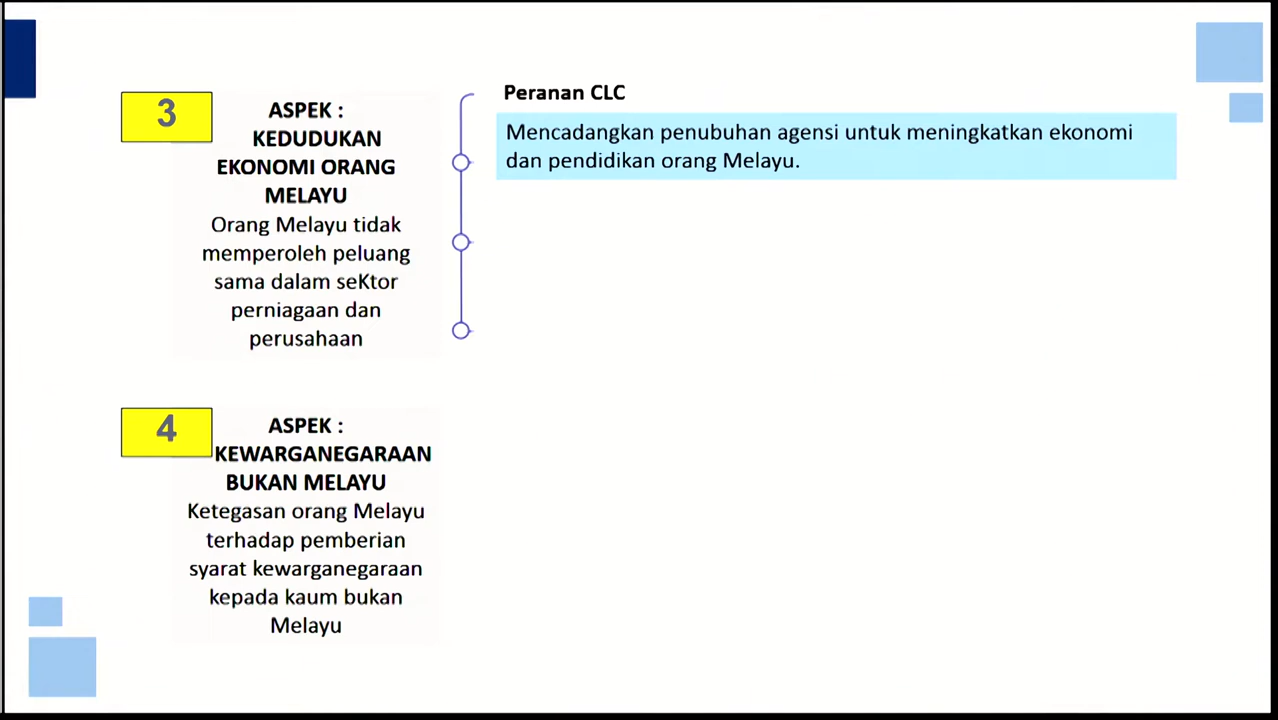 3
ASPEK :
KEDUDUKAN
EKONOMI ORANG
MELAYU
Orang Melayu tidak
memperoleh peluang
sama dalam seKtor
perniagaan dan
perusahaan
Peranan CLC
Mencadangkan penubuhan agensi untuk meningkatkan ekonomi
dan pendidikan orang Melayu.
4
ASPEK :
KEWARGANEGARAAN
BUKAN MELAYU
Ketegasan orang Melayu
terhadap pemberian
syarat kewarganegaraan
kepada kaum bukan
Melayu